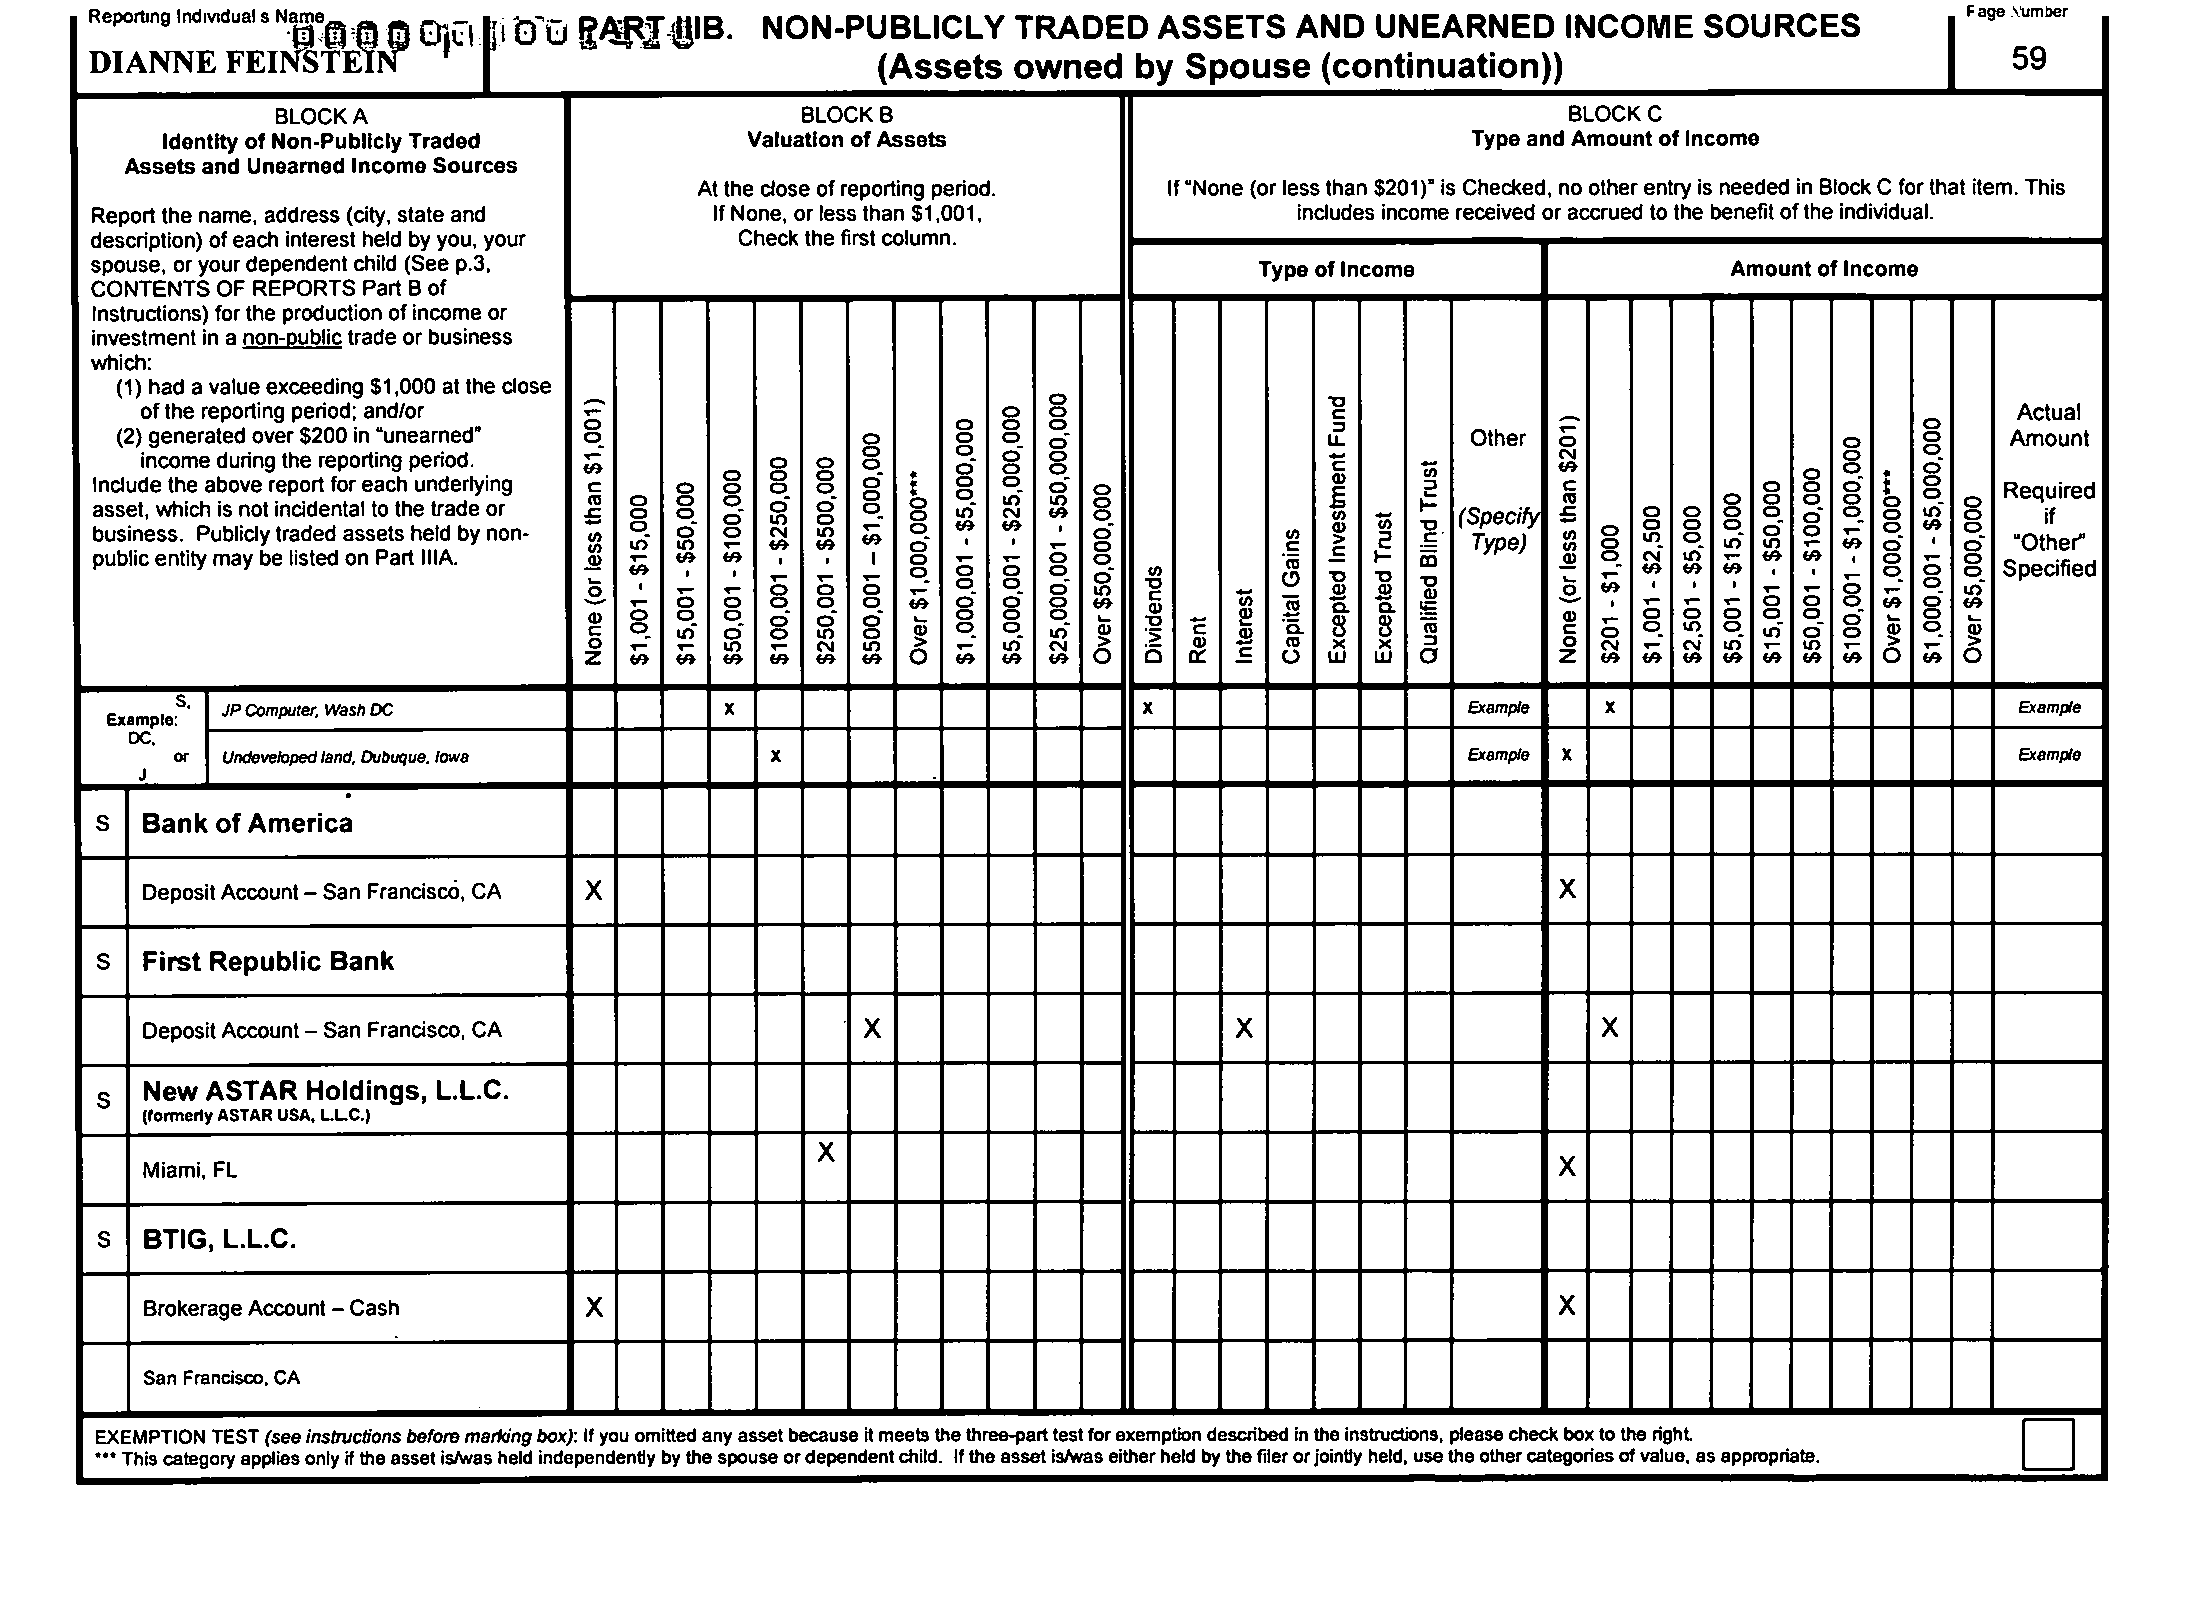 Reporting Individual s Name
DIANNE FEINSTEIN
PART IIIB. NON-PUBLICLY TRADED ASSETS AND UNEARNED INCOME SOURCES
(Assets owned by Spouse (continuation))
Page Number
59
BLOCK A
Identity of Non-Publicly Traded
Assets and Unearned Income Sources
Report the name, address (city, state and
description) of each interest held by you, your
spouse, or your dependent child (See p.3,
CONTENTS OF REPORTS Part B of
Instructions) for the production of income or
investment in a non-public trade or business
which:
(1) had a value exceeding $1,000 at the close
of the reporting period; and/or
(2) generated over $200 in "unearned"
income during the reporting period.
Include the above report for each underlying
asset, which is not incidental to the trade or
business. Publicly traded assets held by non-
public entity may be listed on Part IIIA.
BLOCK B
Valuation of Assets
At the close of reporting period.
If None, or less than $1,001,
Check the first column.
None (or less than $1,001)
$1,001 - $15,000
$15,001 - $50,000
$50,001 - $100,000
$100,001 - $250,000
$250,001 - $500,000
$500,001 – $1,000,000
Over $1,000,000***
$1,000,001 - $5,000,000
$5,000,001 - $25,000,000
$25,000,001 - $50,000,000
Over $50,000,000
BLOCK C
Type and Amount of Income
If "None (or less than $201)" is Checked, no other entry is needed in Block C for that item. This
includes income received or accrued to the benefit of the individual.
Type of Income
Dividends
Rent
Interest
Capital Gains
Excepted Investment Fund
Excepted Trust
Qualified Blind Trust
Other
(Specify
Type)
Amount of Income
None (or less than $201)
$201 - $1,000
$1,001 - $2,500
$2,501 - $5,000
$5,001 - $15,000
$15,001 - $50,000
$50,001 - $100,000
$100,001 - $1,000,000
Over $1,000,000***
$1,000,001 - $5,000,000
Over $5,000,000
Actual
Amount
Required
if
"Other"
Specified
Example:
S,
DC,
or
J
JP Computer, Wash DC X X Example X Example
Undeveloped land, Dubuque, Iowa X Example X Example
S Bank of America
Deposit Account – San Francisco, CA X X
S First Republic Bank
Deposit Account – San Francisco, CA X X X
S New ASTAR Holdings, L.L.C.
(formerly ASTAR USA, L.L.C.)
Miami, FL X X
S BTIG, L.L.C.
Brokerage Account – Cash X X
San Francisco, CA
EXEMPTION TEST (see instructions before marking box): If you omitted any asset because it meets the three-part test for exemption described in the instructions, please check box to the right.
*** This category applies only if the asset is/was held independently by the spouse or dependent child. If the asset is/was either held by the filer or jointly held, use the other categories of value, as appropriate.